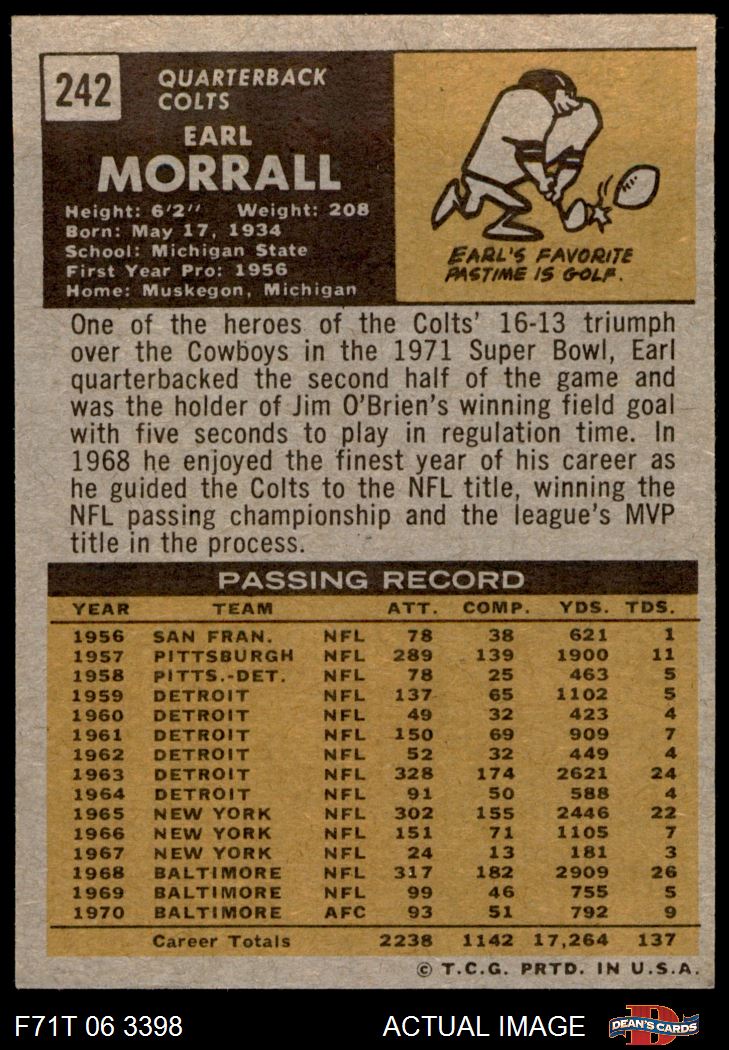 242
QUARTERBACK
COLTS
EARL
MORRALL
Height: 6'2" Weight: 208
Born: May 17, 1934
School: Michigan State
First Year Pro: 1956
Home: Muskegon, Michigan
EARL'S FAVORITE
PASTIME IS GOLF.
One of the heroes of the Colts' 16-13 triumph
over the Cowboys in the 1971 Super Bowl, Earl
quarterbacked the second half of the game and
was the holder of Jim O'Brien's winning field goal
with five seconds to play in regulation time. In
1968 he enjoyed the finest year of his career as
he guided the Colts to the NFL title, winning the
NFL passing championship and the league's MVP
title in the process.
PASSING RECORD
YEAR TEAM ATT. COMP. YDS. TDS.
1956 SAN FRAN. NFL 78 38 621 1
1957 PITTSBURGH NFL 289 139 1900 11
1958 PITTS.-DET. NFL 78 25 463 5
1959 DETROIT NFL 137 65 1102 5
1960 DETROIT NFL 49 32 423 4
1961 DETROIT NFL 150 69 909 7
1962 DETROIT NFL 52 32 449 4
1963 DETROIT NFL 328 174 2621 24
1964 DETROIT NFL 91 50 588 4
1965 NEW YORK NFL 302 155 2446 22
1966 NEW YORK NFL 151 71 1105 7
1967 NEW YORK NFL 24 13 181 3
1968 BALTIMORE NFL 317 182 2909 26
1969 BALTIMORE NFL 99 46 755 5
1970 BALTIMORE AFC 93 51 792 9
Career Totals 2238 1142 17,264 137
© T.C.G. PRTD. IN U.S.A.
F71T 06 3398 ACTUAL IMAGE D DEAN'S CARDS